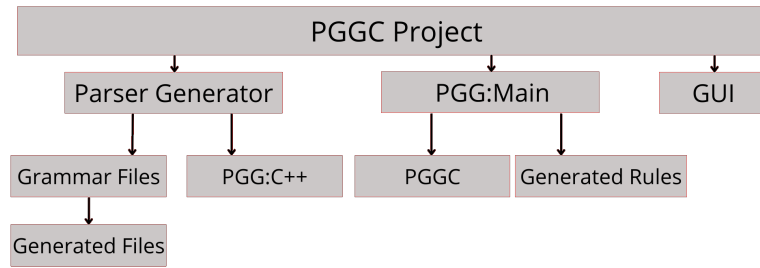 PGGC Project
Parser Generator
PGG:Main
GUI
Grammar Files
PGG:C++
PGGC
Generated Rules
Generated Files